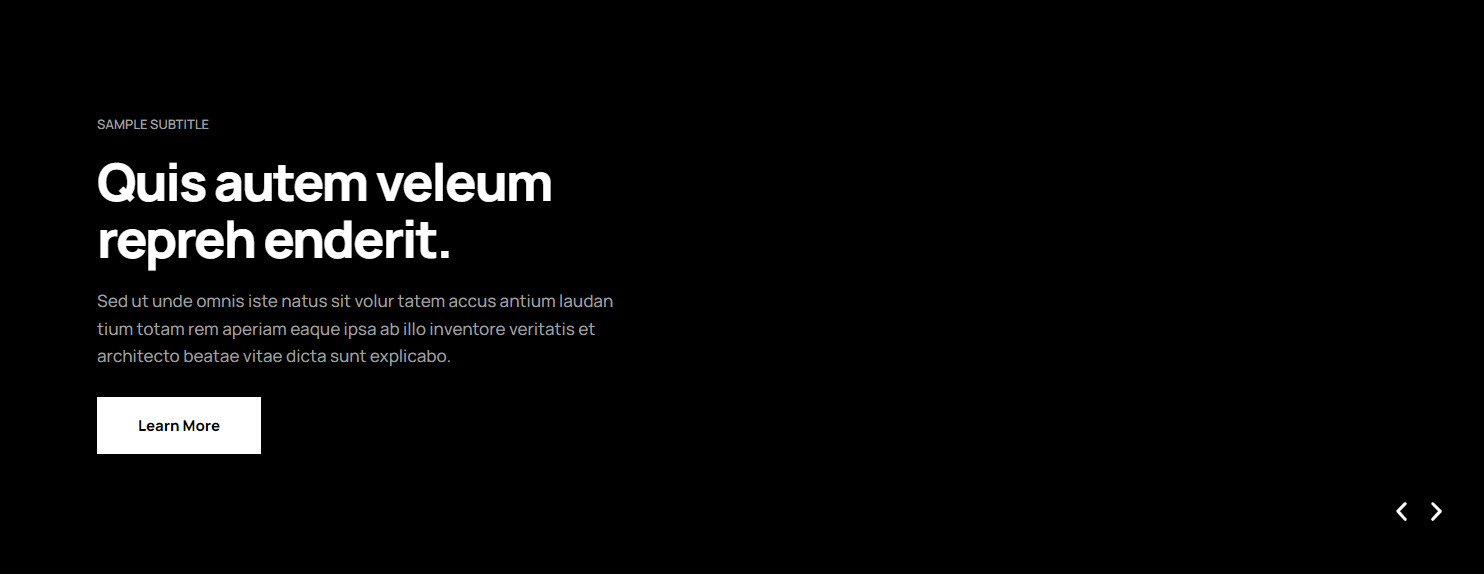 SAMPLE SUBTITLE
Quis autem veleum
repreh enderit.
Sed ut unde omnis iste natus sit volur tatem accus antium laudan
tium totam rem aperiam eaque ipsa ab illo inventore veritatis et
architecto beatae vitae dicta sunt explicabo.
Learn More